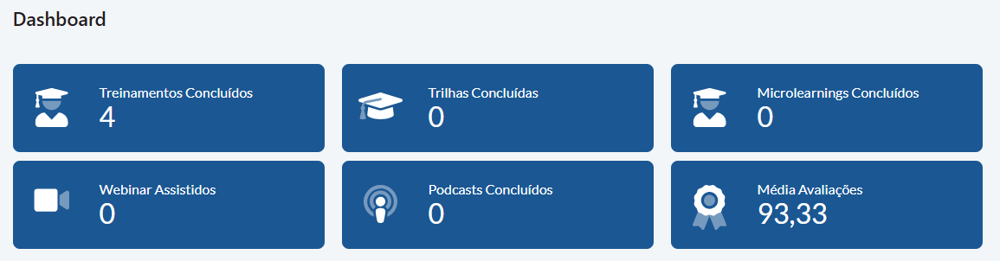 Dashboard
Treinamentos Concluídos
4
Trilhas Concluídas
0
Microlearnings Concluídos
0
Webinar Assistidos
0
Podcasts Concluídos
0
Média Avaliações
93,33